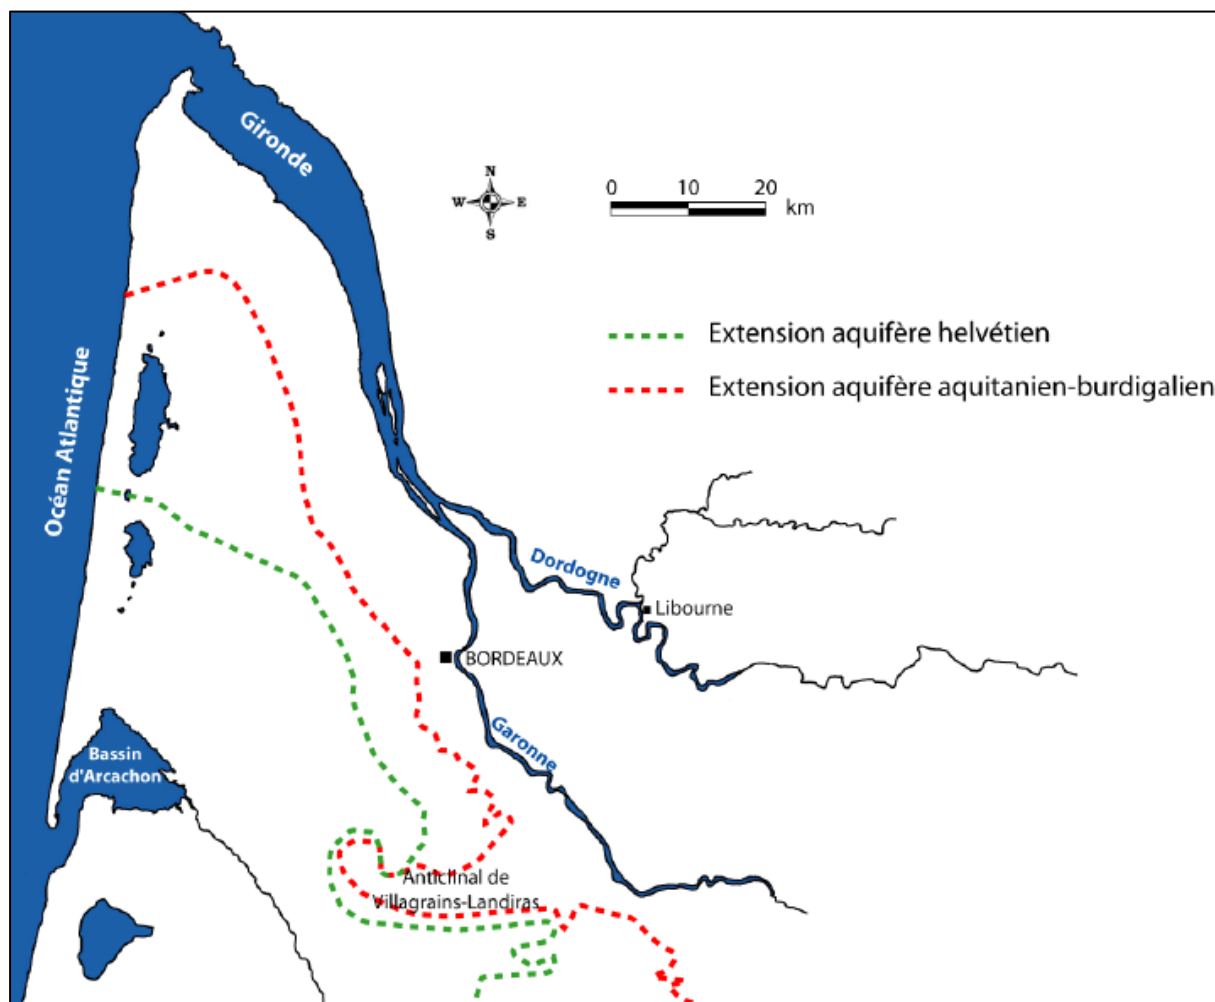 Gironde
N
W E
S
0 10 20
km
Extension aquifère helvétien
Extension aquifère aquitanien-burdigalien
Océan Atlantique
Dordogne
Libourne
BORDEAUX
Garonne
Bassin
d'Arcachon
Anticlinal de
Villagrains-Landiras